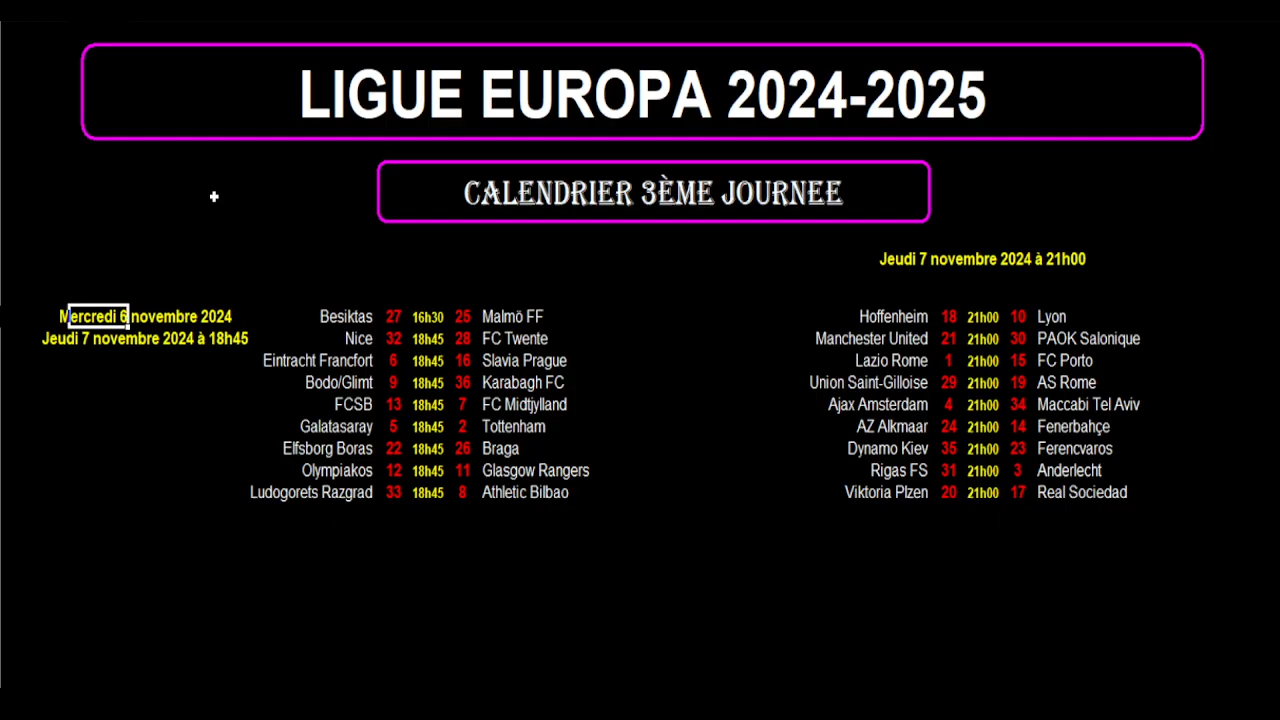 LIGUE EUROPA 2024-2025
CALENDRIER 3ÈME JOURNEE
Jeudi 7 novembre 2024 à 21h00
Mercredi 6 novembre 2024 Besiktas 27 16h30 25 Malmö FF Hoffenheim 18 21h00 10 Lyon
Jeudi 7 novembre 2024 à 18h45 Nice 32 18h45 28 FC Twente Manchester United 21 21h00 30 PAOK Salonique
Eintracht Francfort 6 18h45 16 Slavia Prague Lazio Rome 1 21h00 15 FC Porto
Bodo/Glimt 9 18h45 36 Karabagh FC Union Saint-Gilloise 29 21h00 19 AS Rome
FCSB 13 18h45 7 FC Midtjylland Ajax Amsterdam 4 21h00 34 Maccabi Tel Aviv
Galatasaray 5 18h45 2 Tottenham AZ Alkmaar 24 21h00 14 Fenerbahçe
Elfsborg Boras 22 18h45 26 Braga Dynamo Kiev 35 21h00 23 Ferencvaros
Olympiakos 12 18h45 11 Glasgow Rangers Rigas FS 31 21h00 3 Anderlecht
Ludogorets Razgrad 33 18h45 8 Athletic Bilbao Viktoria Plzen 20 21h00 17 Real Sociedad